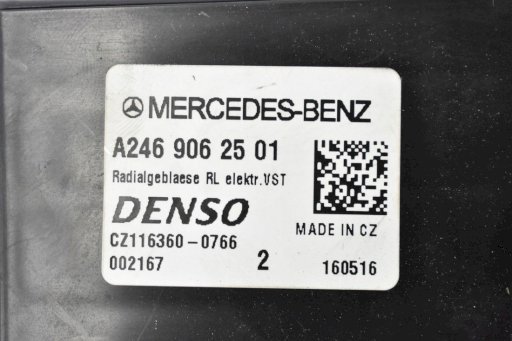 MERCEDES-BENZ
A246 906 25 01
Radialgeblaese RL elektr.VST
DENSO
MADE IN CZ
CZ116360-0766
002167 2 160516